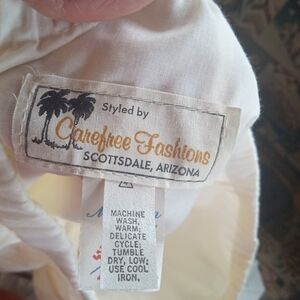 Styled by
Carefree Fashions
SCOTTSDALE, ARIZONA
MACHINE
WASH,
WARM;
DELICATE
CYCLE;
TUMBLE
DRY, LOW;
USE COOL
IRON.